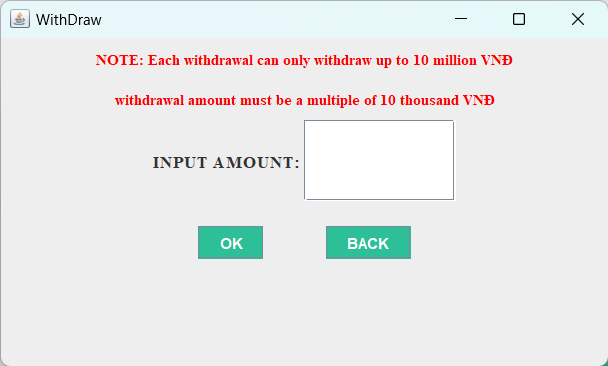 WithDraw
NOTE: Each withdrawal can only withdraw up to 10 million VNĐ
withdrawal amount must be a multiple of 10 thousand VNĐ
INPUT AMOUNT:
OK BACK